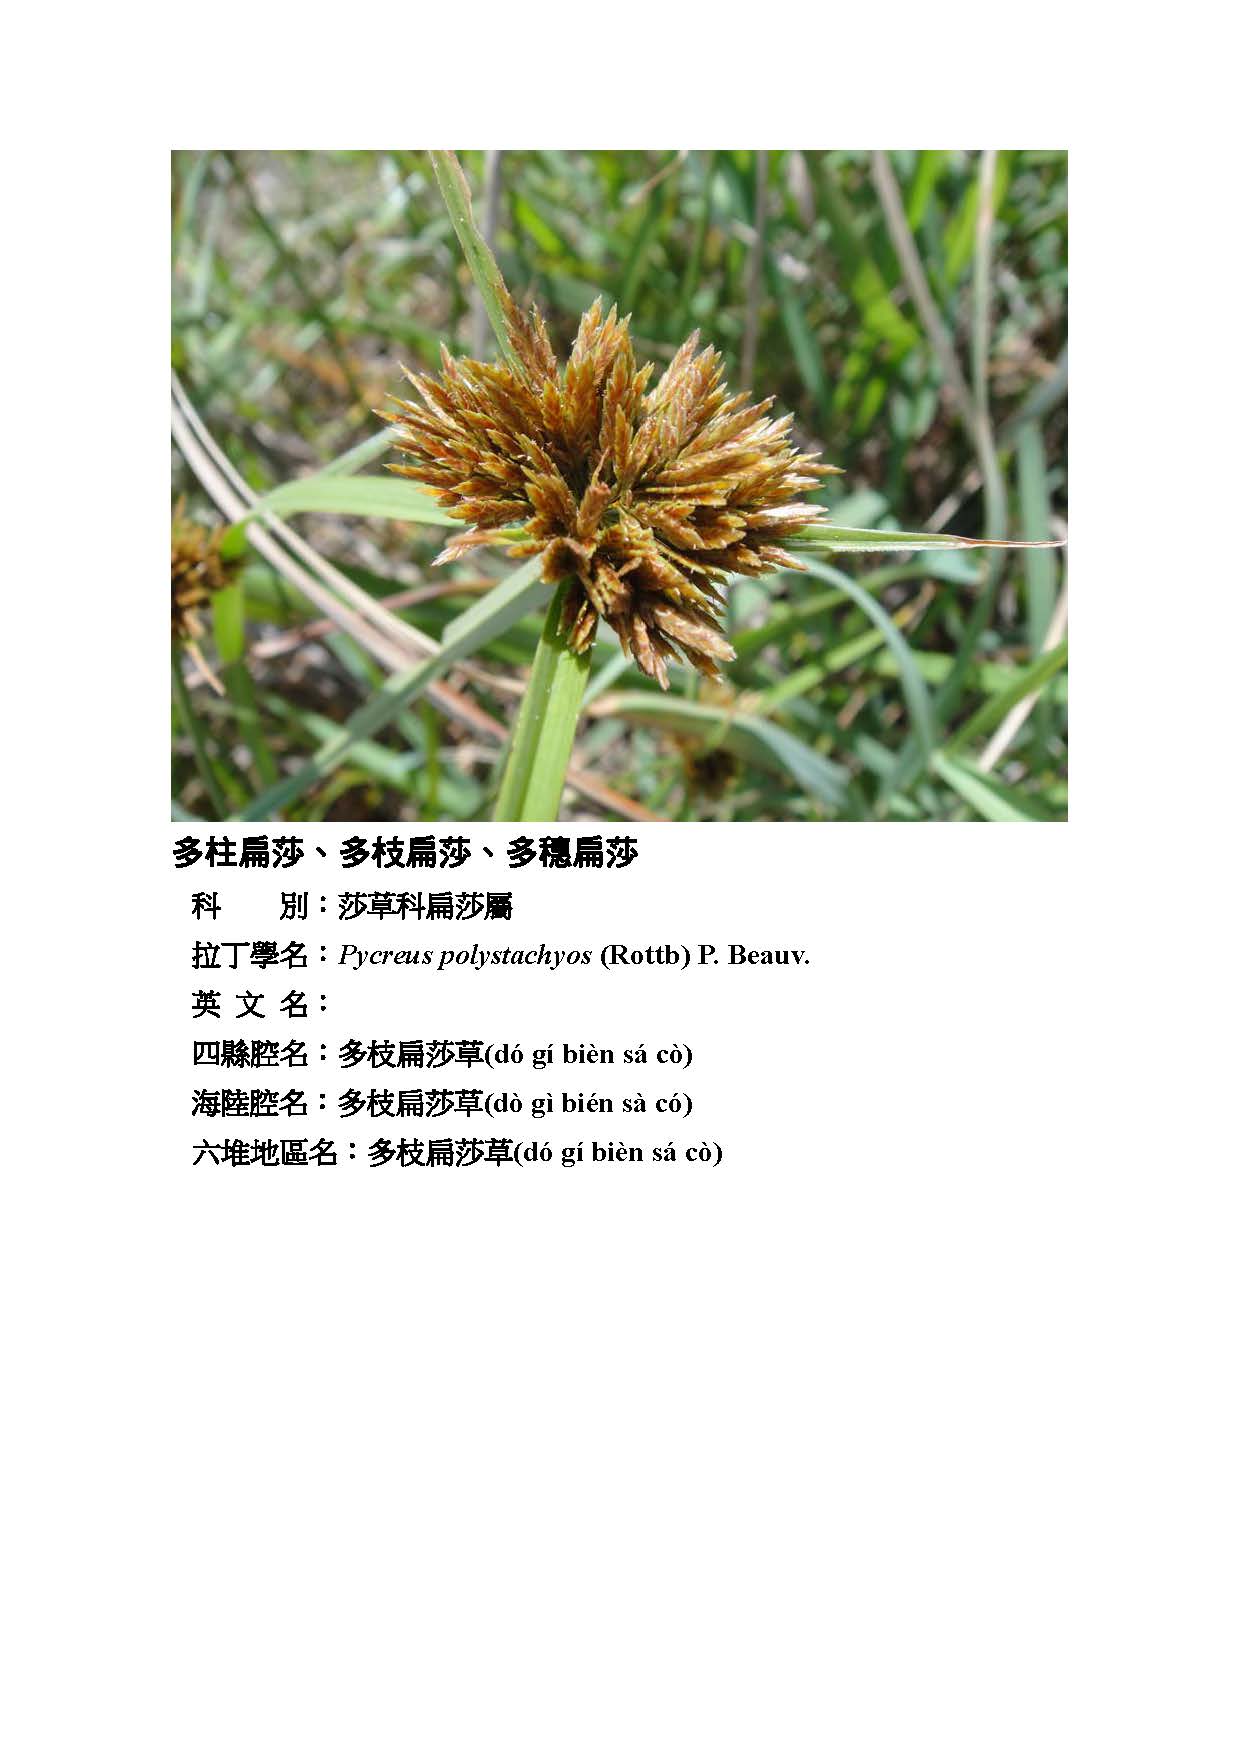 多柱扁莎、多枝扁莎、多穗扁莎
科　　別：莎草科扁莎屬
拉丁學名：Pycreus polystachyos (Rottb) P. Beauv.
英 文 名：
四縣腔名：多枝扁莎草(dó gí bièn sá cò)
海陸腔名：多枝扁莎草(dò gì bién sà có)
六堆地區名：多枝扁莎草(dó gí bièn sá cò)